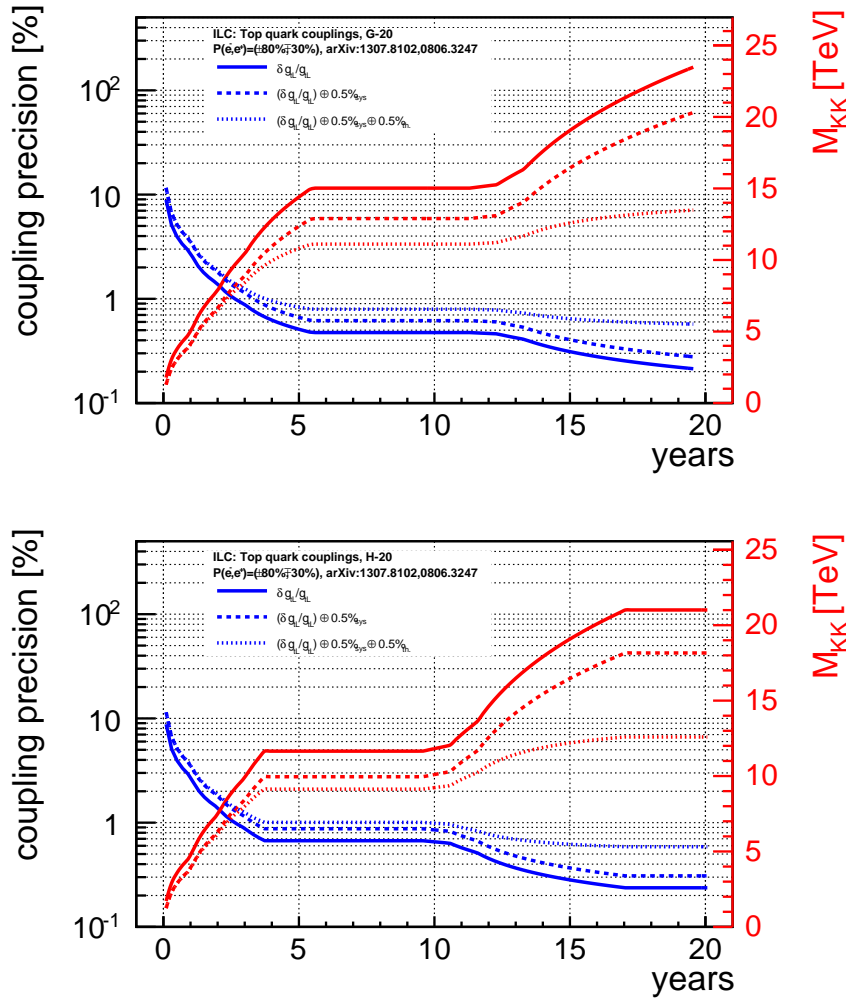 ILC: Top quark couplings, G-20
P(e⁻,e⁺)=(±80%,∓30%), arXiv:1307.8102,0806.3247
δg_L/g_L
(δg_L/g_L)⊕0.5%_sys
(δg_L/g_L)⊕0.5%_sys⊕0.5%_th.
coupling precision [%]
10²
10
1
10⁻¹
M_KK [TeV]
25
20
15
10
5
0
0 5 10 15 20
years
ILC: Top quark couplings, H-20
P(e⁻,e⁺)=(±80%,∓30%), arXiv:1307.8102,0806.3247
δg_L/g_L
(δg_L/g_L)⊕0.5%_sys
(δg_L/g_L)⊕0.5%_sys⊕0.5%_th.
coupling precision [%]
10²
10
1
10⁻¹
M_KK [TeV]
25
20
15
10
5
0
0 5 10 15 20
years